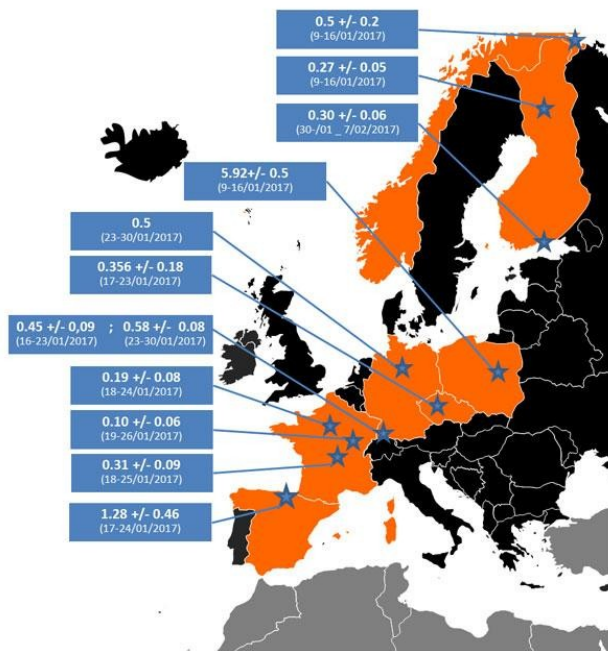 0.5 +/- 0.2
(9-16/01/2017)
0.27 +/- 0.05
(9-16/01/2017)
0.30 +/- 0.06
(30-/01 _ 7/02/2017)
5.92+/- 0.5
(9-16/01/2017)
0.5
(23-30/01/2017)
0.356 +/- 0.18
(17-23/01/2017)
0.45 +/- 0,09 ; 0.58 +/- 0.08
(16-23/01/2017) (23-30/01/2017)
0.19 +/- 0.08
(18-24/01/2017)
0.10 +/- 0.06
(19-26/01/2017)
0.31 +/- 0.09
(18-25/01/2017)
1.28 +/- 0.46
(17-24/01/2017)